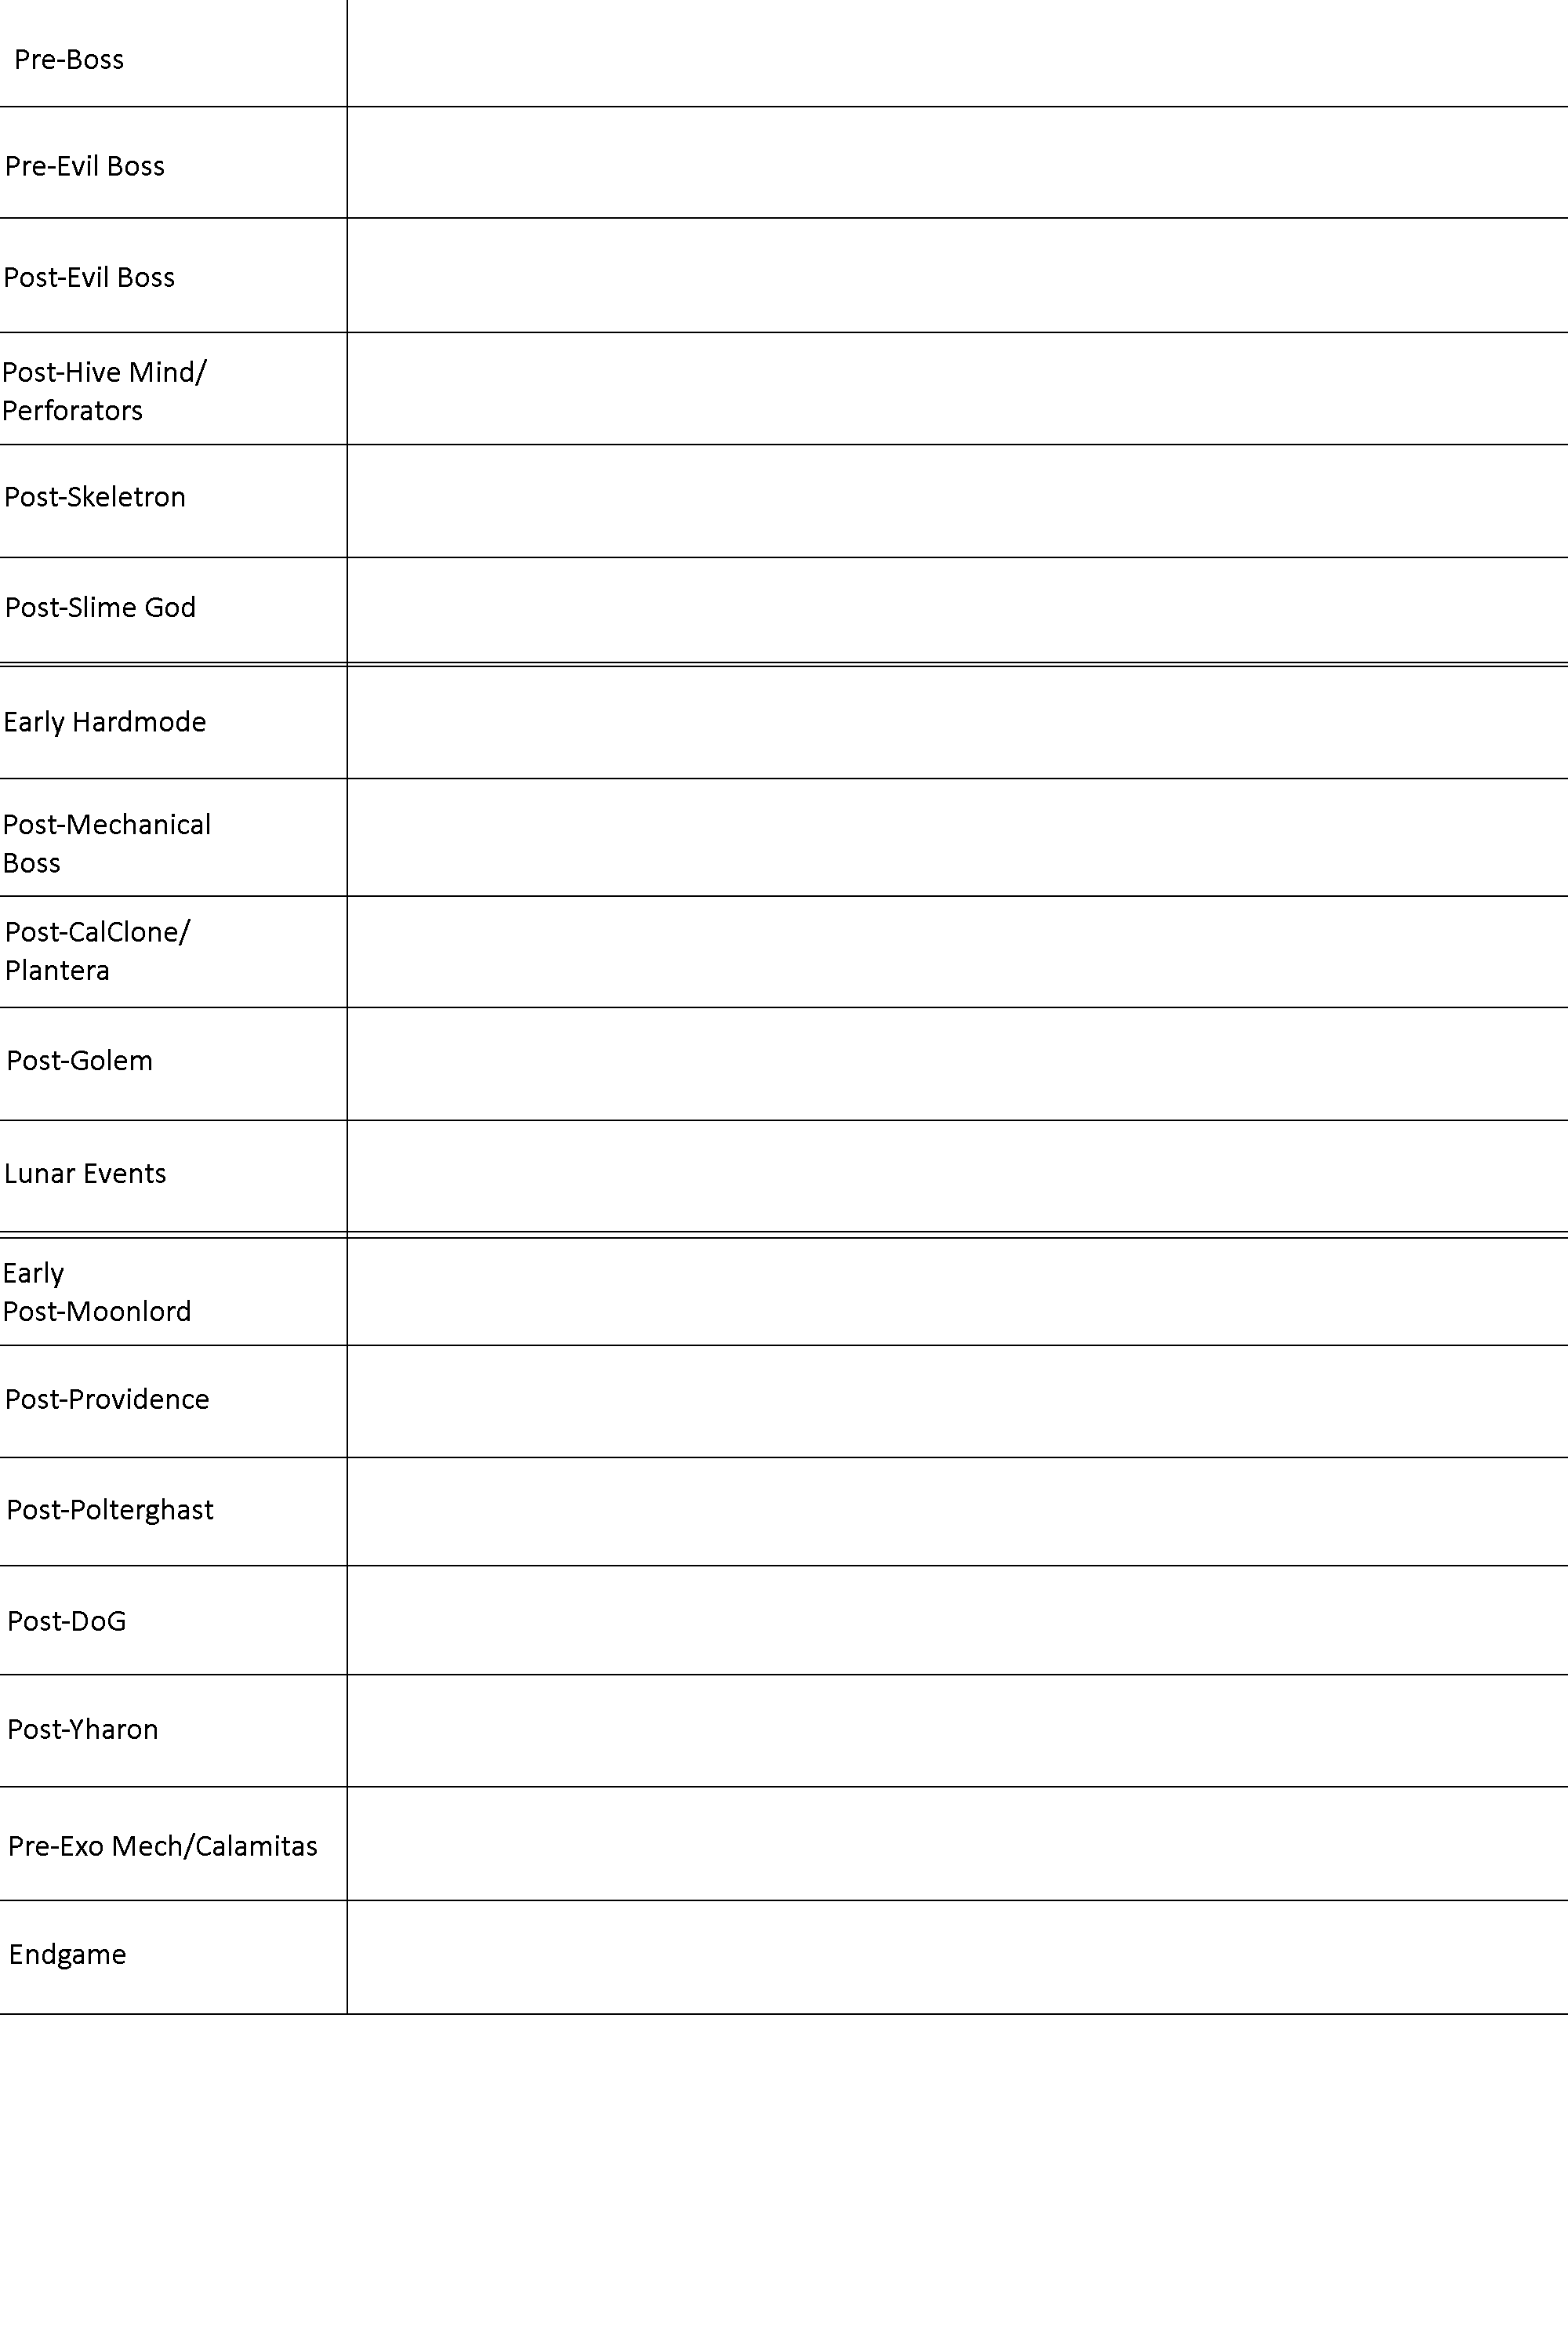 Pre-Boss
Pre-Evil Boss
Post-Evil Boss
Post-Hive Mind/
Perforators
Post-Skeletron
Post-Slime God
Early Hardmode
Post-Mechanical
Boss
Post-CalClone/
Plantera
Post-Golem
Lunar Events
Early
Post-Moonlord
Post-Providence
Post-Polterghast
Post-DoG
Post-Yharon
Pre-Exo Mech/Calamitas
Endgame